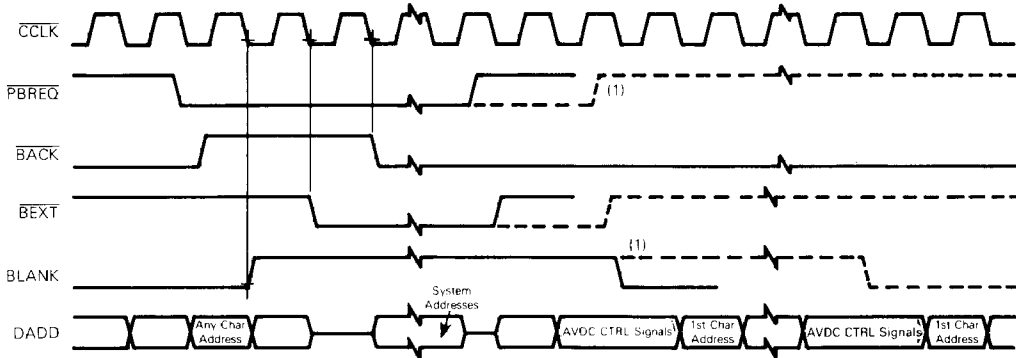 CCLK
PBREQ
(1)
BACK
BEXT
BLANK
(1)
System
Addresses
DADD
Any Char
Address
AVDC CTRL Signals
1st Char
Address
AVDC CTRL Signals
1st Char
Address